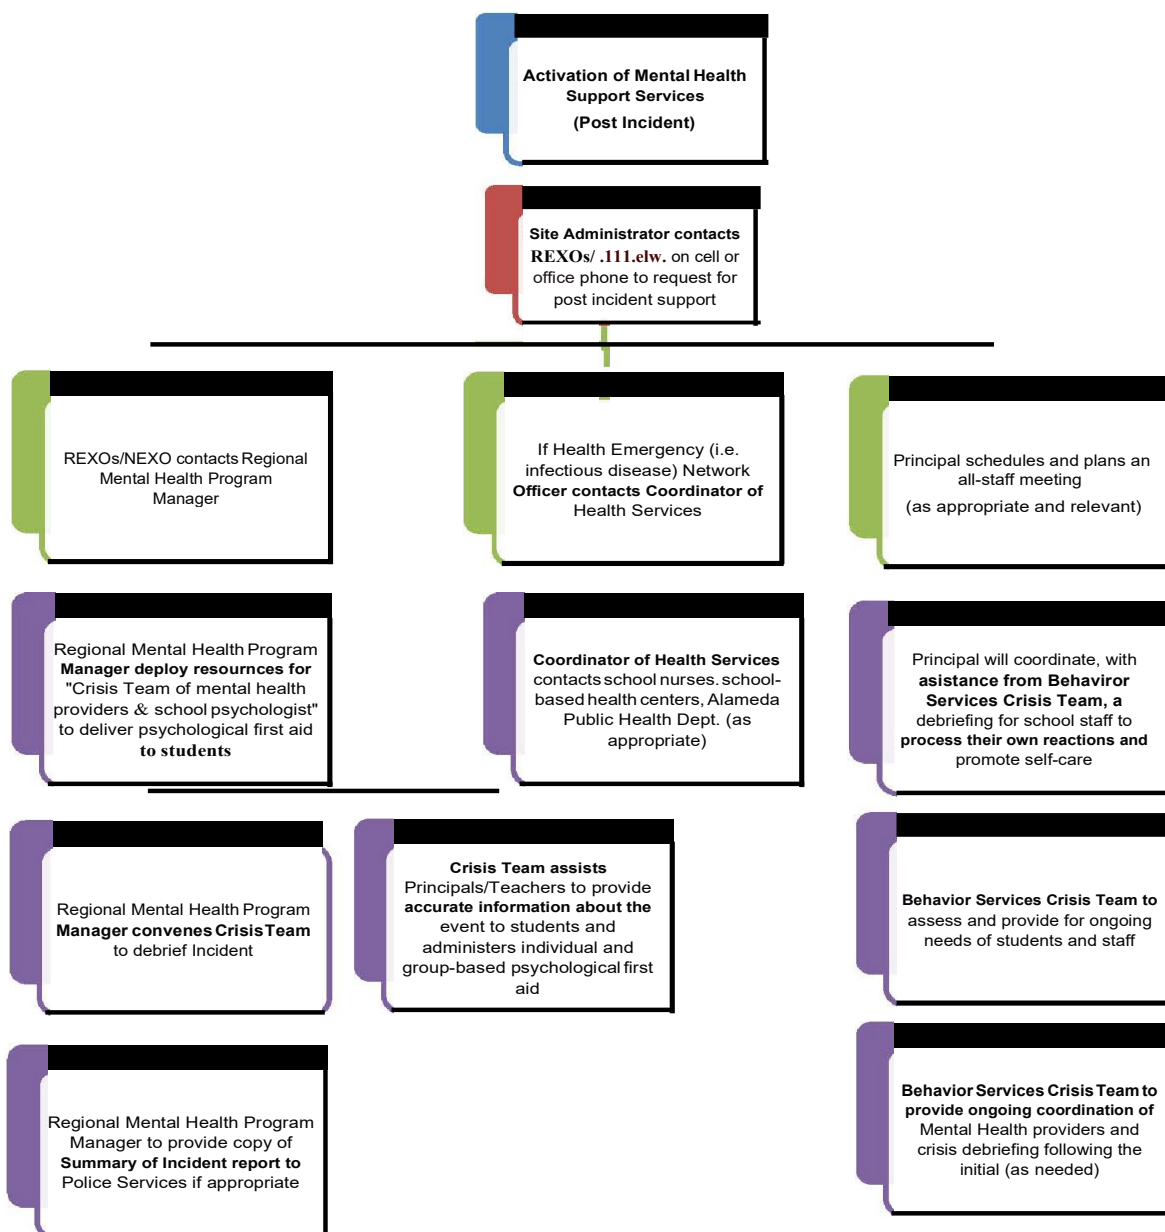 Activation of Mental Health
Support Services
(Post Incident)
Site Administrator contacts
REXOs/ .111.elw. on cell or
office phone to request for
post incident support
REXOs/NEXO contacts Regional
Mental Health Program
Manager
If Health Emergency (i.e.
infectious disease) Network
Officer contacts Coordinator of
Health Services
Principal schedules and plans an
all-staff meeting
(as appropriate and relevant)
Regional Mental Health Program
Manager deploy resournces for
"Crisis Team of mental health
providers & school psychologist"
to deliver psychological first aid
to students
Coordinator of Health Services
contacts school nurses. school-
based health centers, Alameda
Public Health Dept. (as
appropriate)
Principal will coordinate, with
asistance from Behaviror
Services Crisis Team, a
debriefing for school staff to
process their own reactions and
promote self-care
Regional Mental Health Program
Manager convenes Crisis Team
to debrief Incident
Crisis Team assists
Principals/Teachers to provide
accurate information about the
event to students and
administers individual and
group-based psychological first
aid
Behavior Services Crisis Team to
assess and provide for ongoing
needs of students and staff
Regional Mental Health Program
Manager to provide copy of
Summary of Incident report to
Police Services if appropriate
Behavior Services Crisis Team to
provide ongoing coordination of
Mental Health providers and
crisis debriefing following the
initial (as needed)